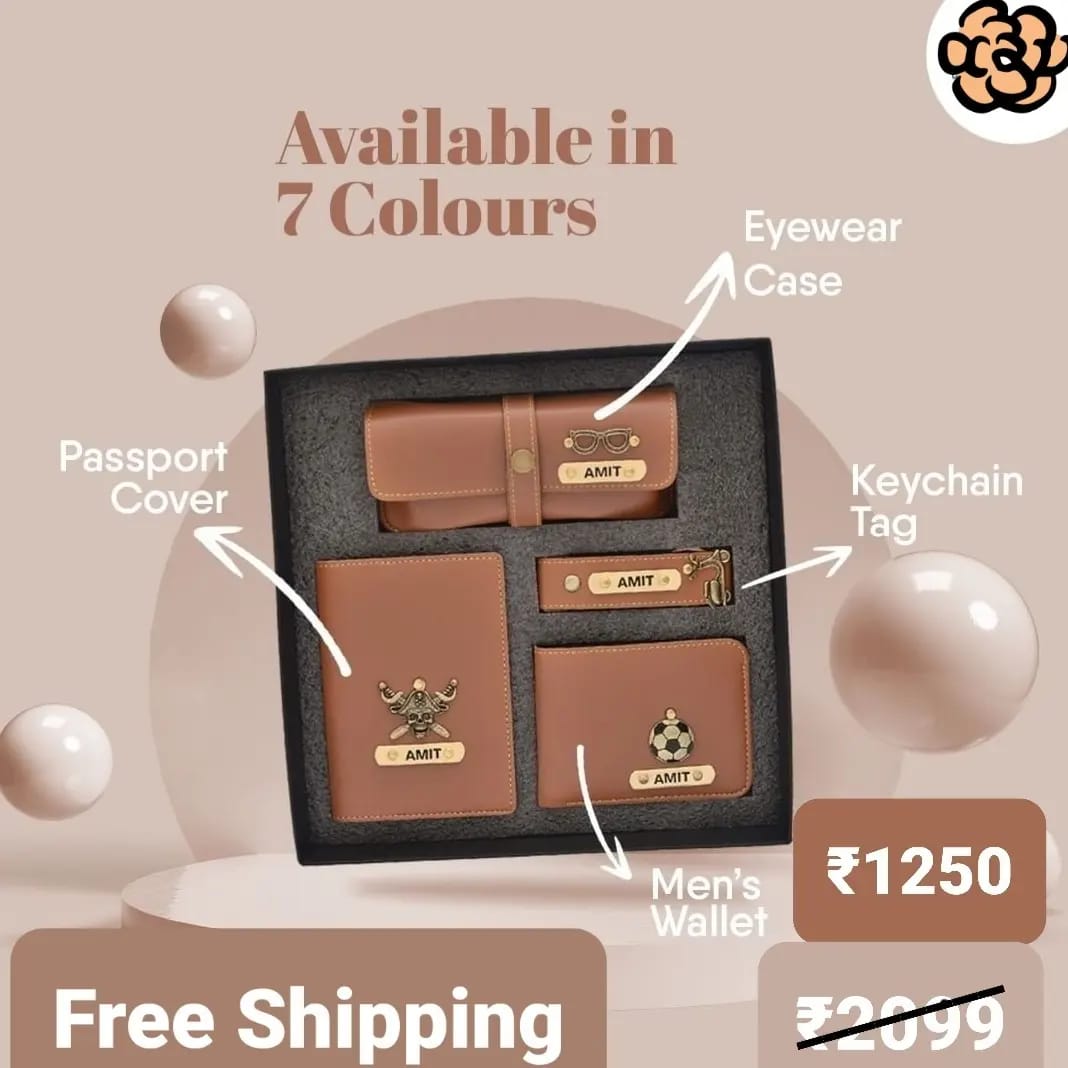 Available in
7 Colours
Eyewear
Case
AMIT
Passport
Cover
Keychain
Tag
AMIT
AMIT
AMIT
Men's
Wallet
₹1250
Free Shipping
₹2099